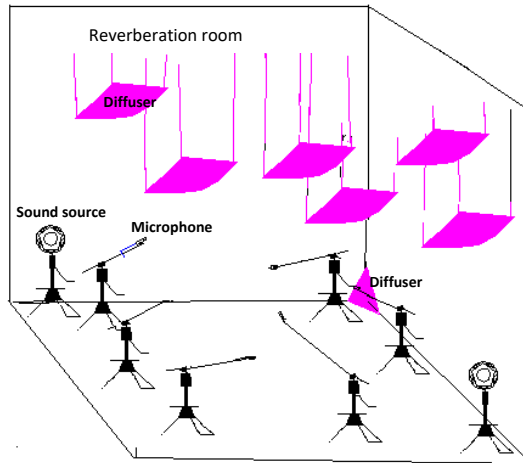 Reverberation room
Diffuser
Sound source
Microphone
Diffuser